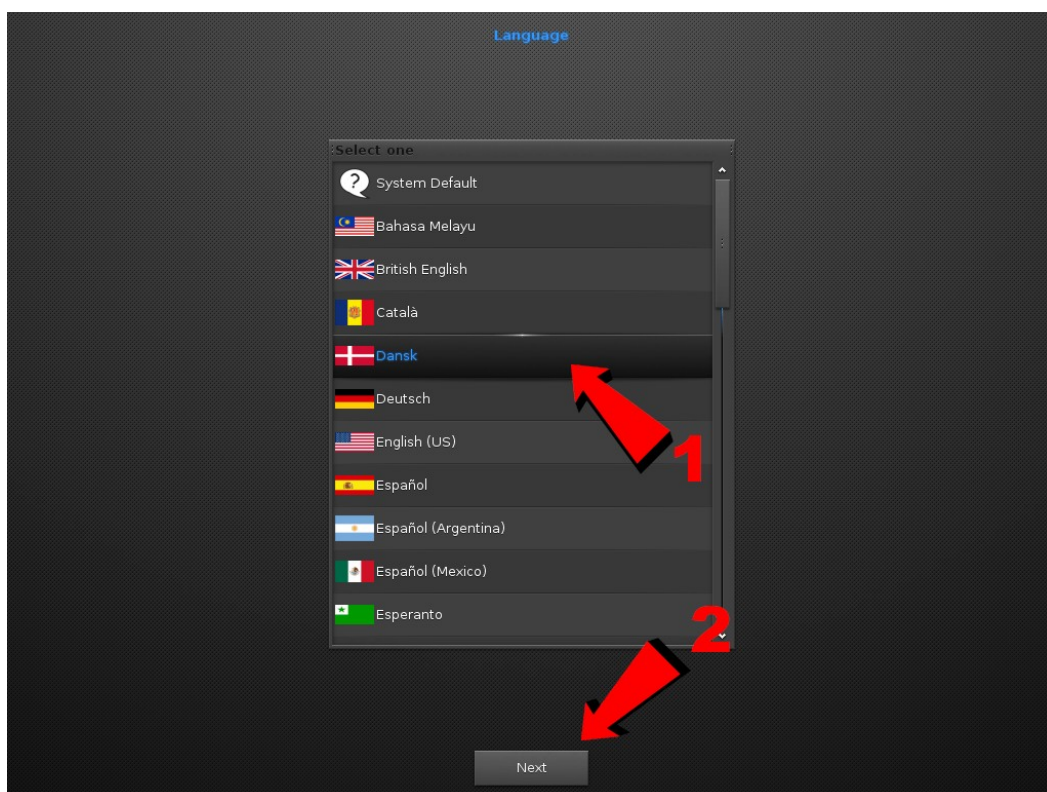 Language
Select one
System Default
Bahasa Melayu
British English
Català
Dansk
Deutsch
English (US)
Español
Español (Argentina)
Español (Mexico)
Esperanto
1
2
Next